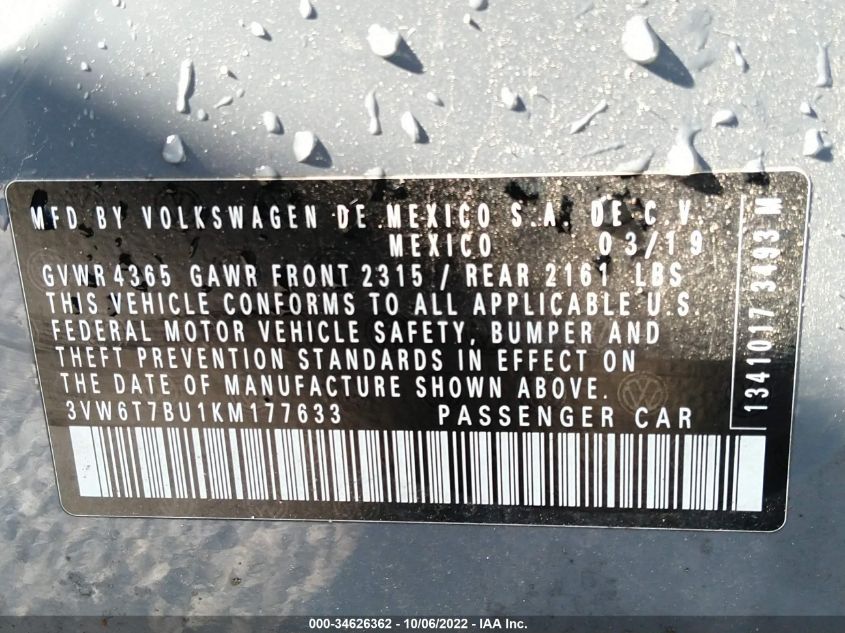 MFD BY VOLKSWAGEN DE MEXICO S.A. DE C.V.
MEXICO 03/19
GVWR 4365 GAWR FRONT 2315 / REAR 2161 LBS
THIS VEHICLE CONFORMS TO ALL APPLICABLE U.S.
FEDERAL MOTOR VEHICLE SAFETY, BUMPER AND
THEFT PREVENTION STANDARDS IN EFFECT ON
THE DATE OF MANUFACTURE SHOWN ABOVE.
3VW6T7BU1KM177633 PASSENGER CAR
1341017 3493 M
000-34626362 - 10/06/2022 - IAA Inc.